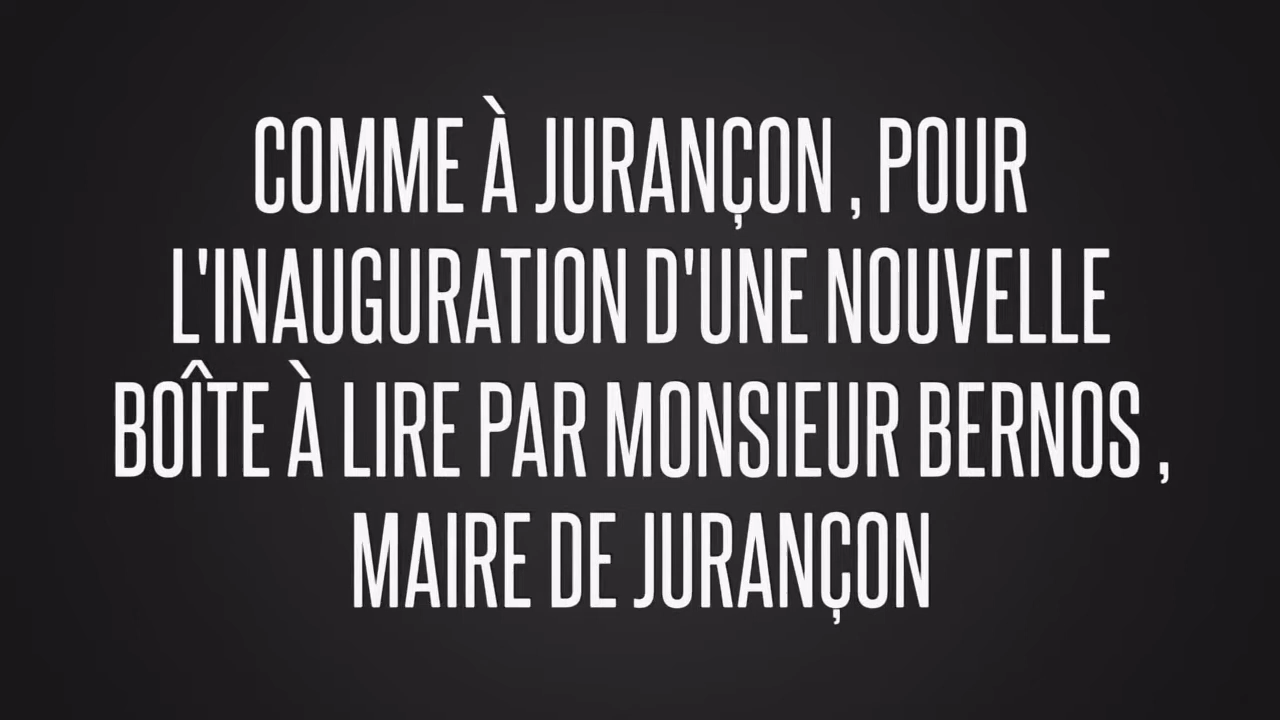 COMME À JURANÇON , POUR
L'INAUGURATION D'UNE NOUVELLE
BOÎTE À LIRE PAR MONSIEUR BERNOS ,
MAIRE DE JURANÇON